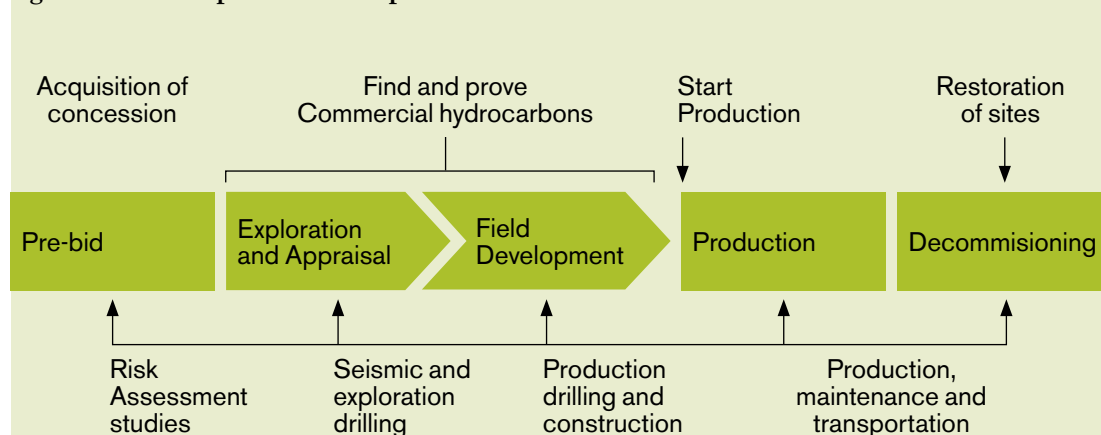 Acquisition of
concession
Find and prove
Commercial hydrocarbons
Start
Production
Restoration
of sites
Pre-bid
Exploration
and Appraisal
Field
Development
Production
Decommisioning
Risk
Assessment
studies
Seismic and
exploration
drilling
Production
drilling and
construction
Production,
maintenance and
transportation